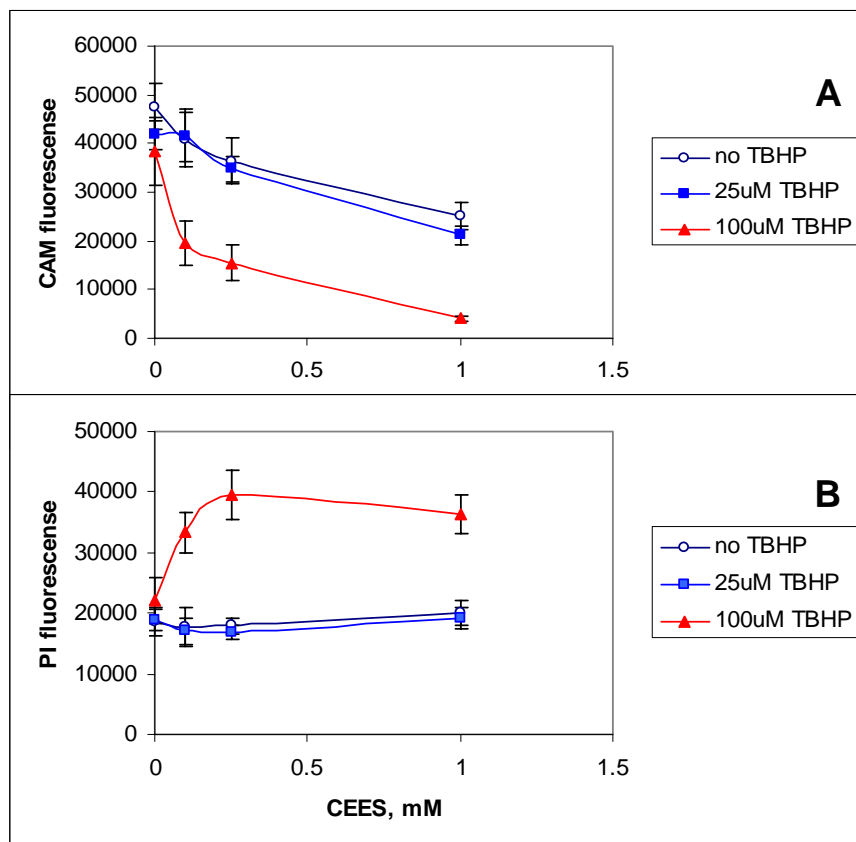 A
CAM fluorescense
60000
50000
40000
30000
20000
10000
0
0 0.5 1 1.5
no TBHP
25uM TBHP
100uM TBHP
B
PI fluorescense
50000
40000
30000
20000
10000
0
0 0.5 1 1.5
CEES, mM
no TBHP
25uM TBHP
100uM TBHP